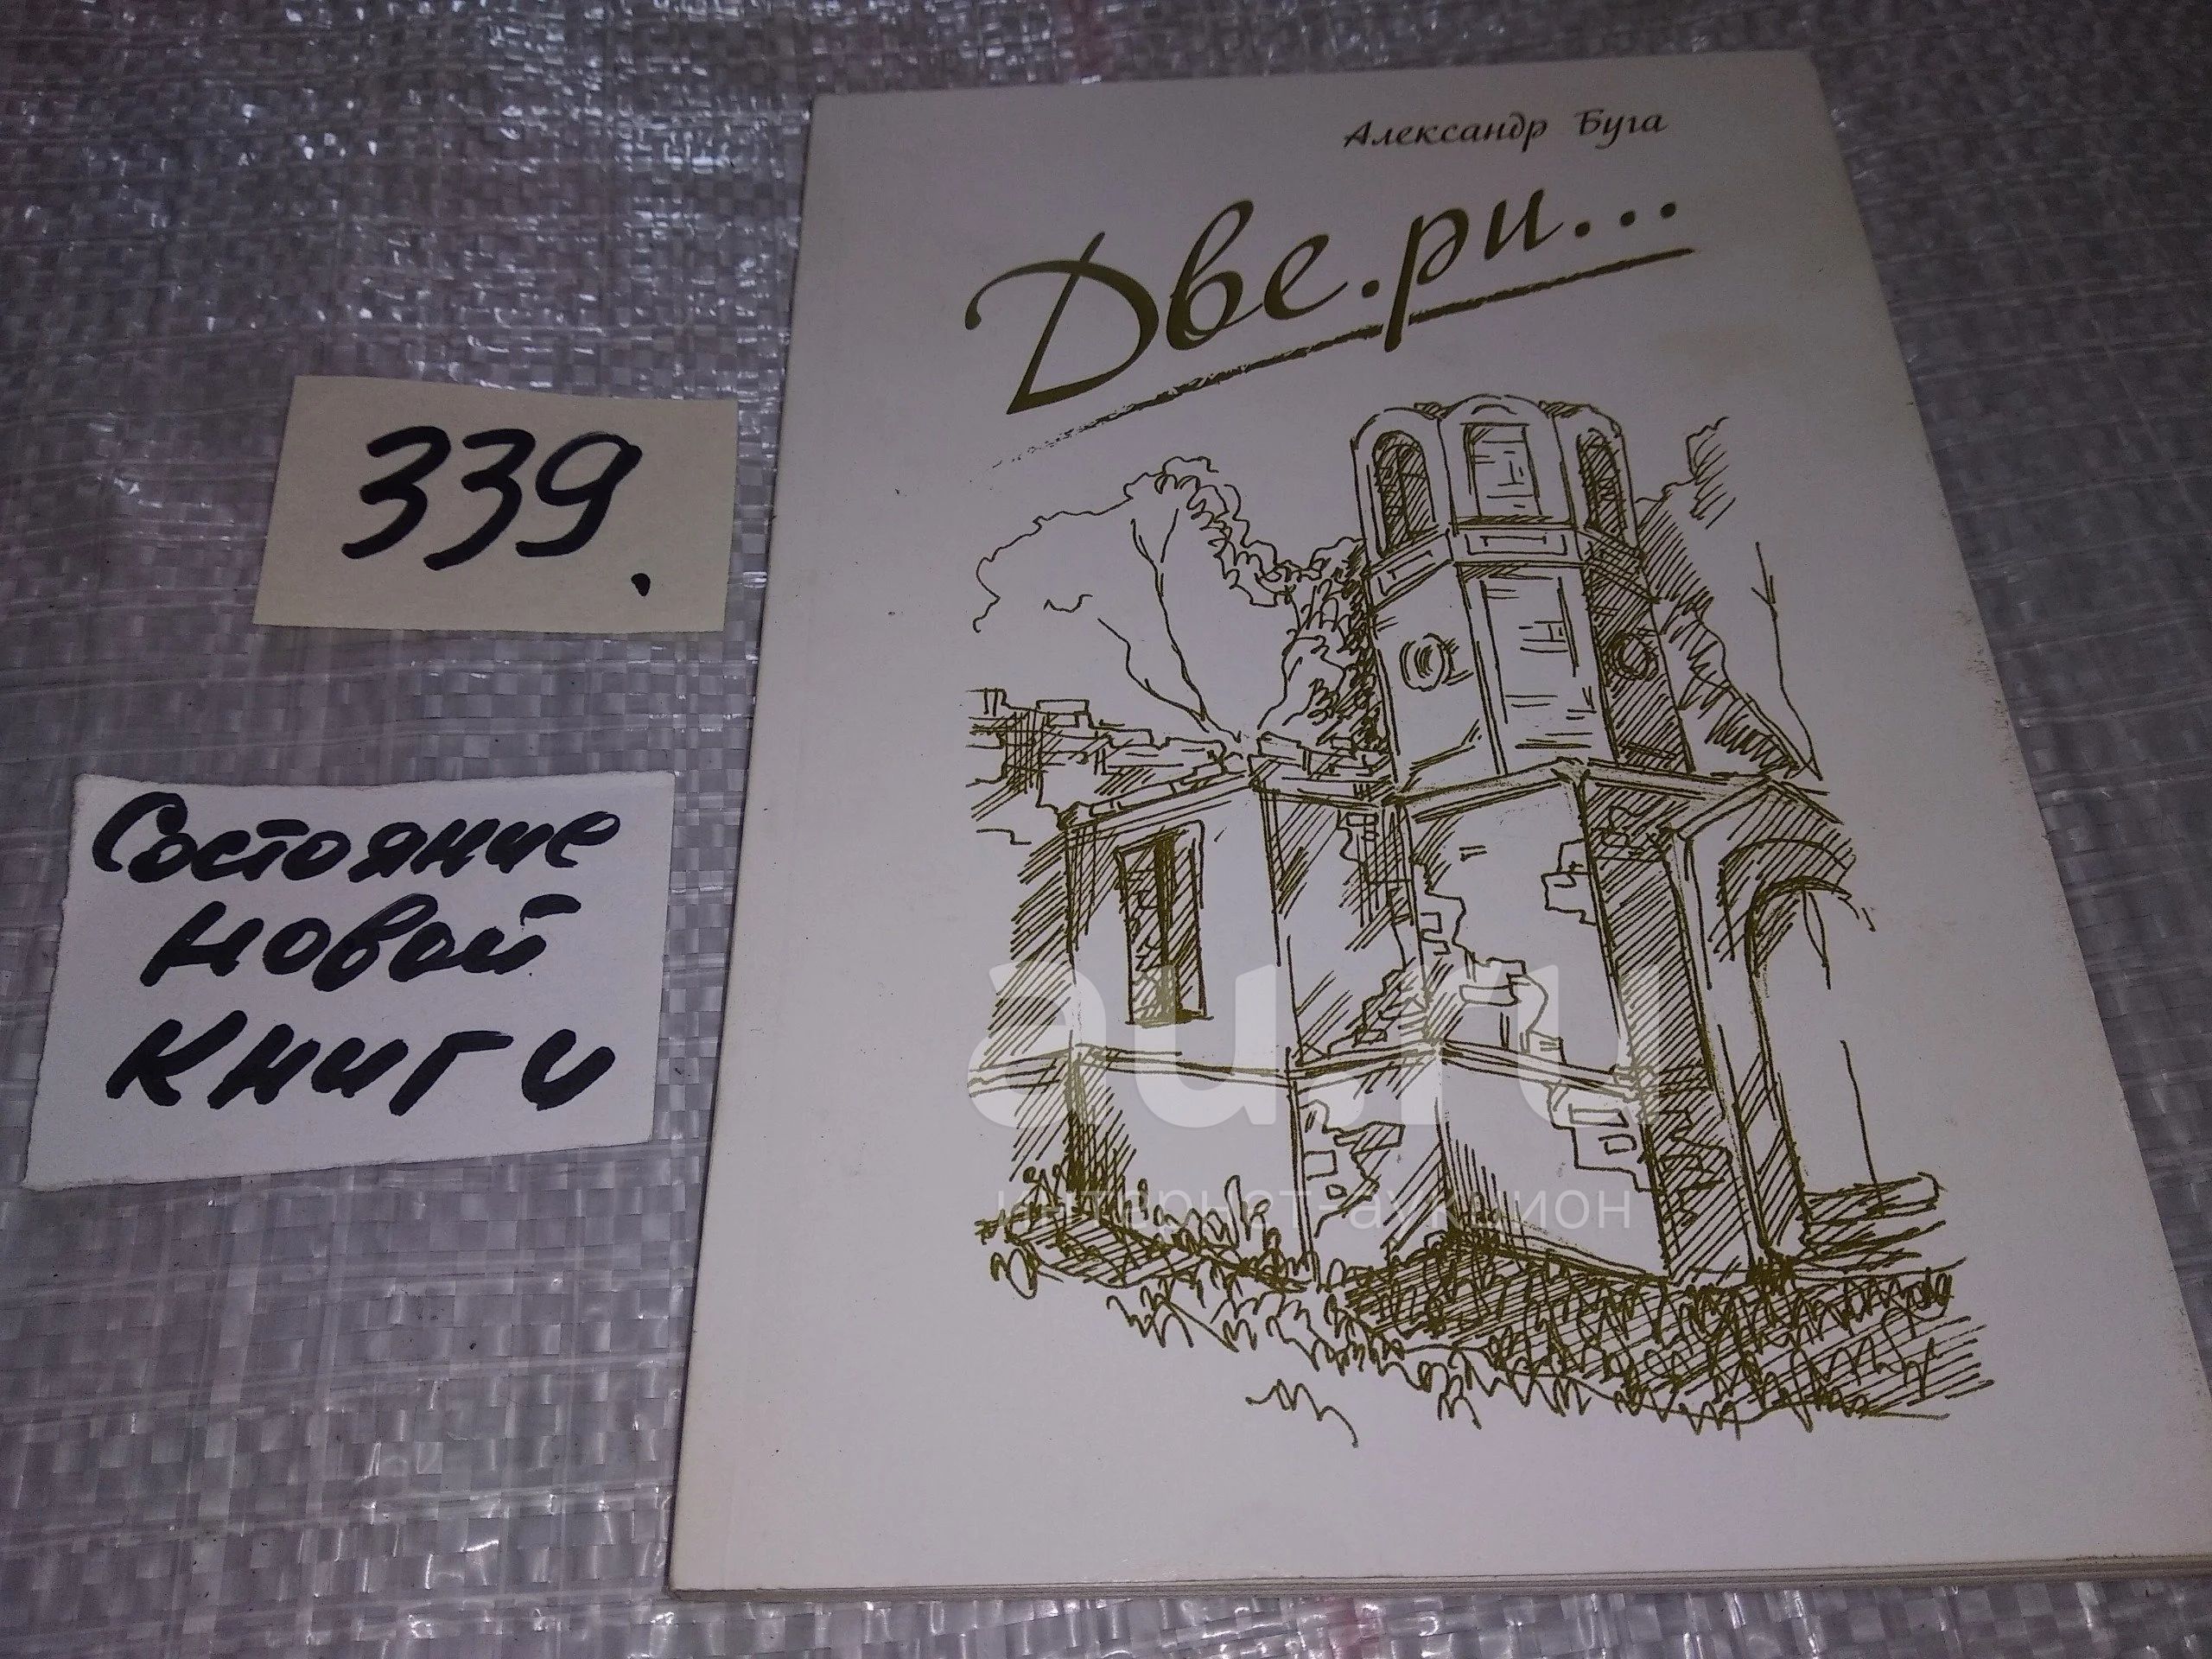 Александр Буга
Две.ри...
339.
Состояние
новой
книги
au.ru
интернет-аукцион